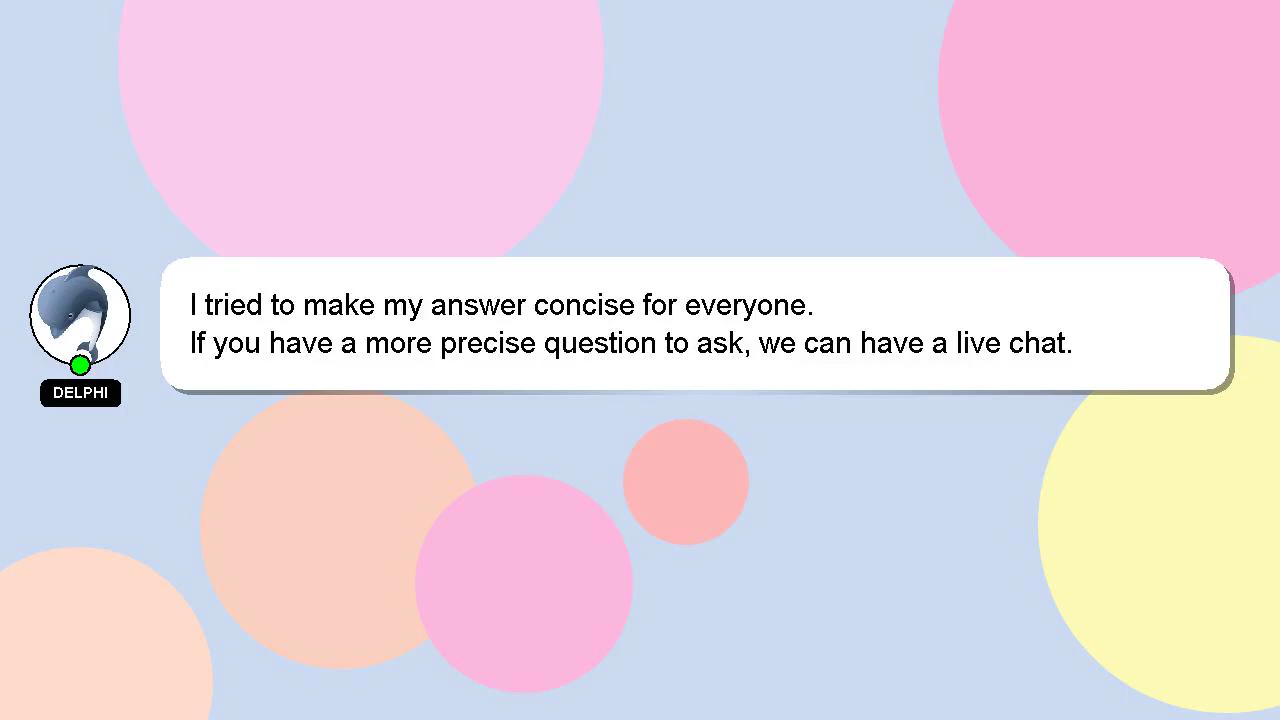 I tried to make my answer concise for everyone.
If you have a more precise question to ask, we can have a live chat.
DELPHI